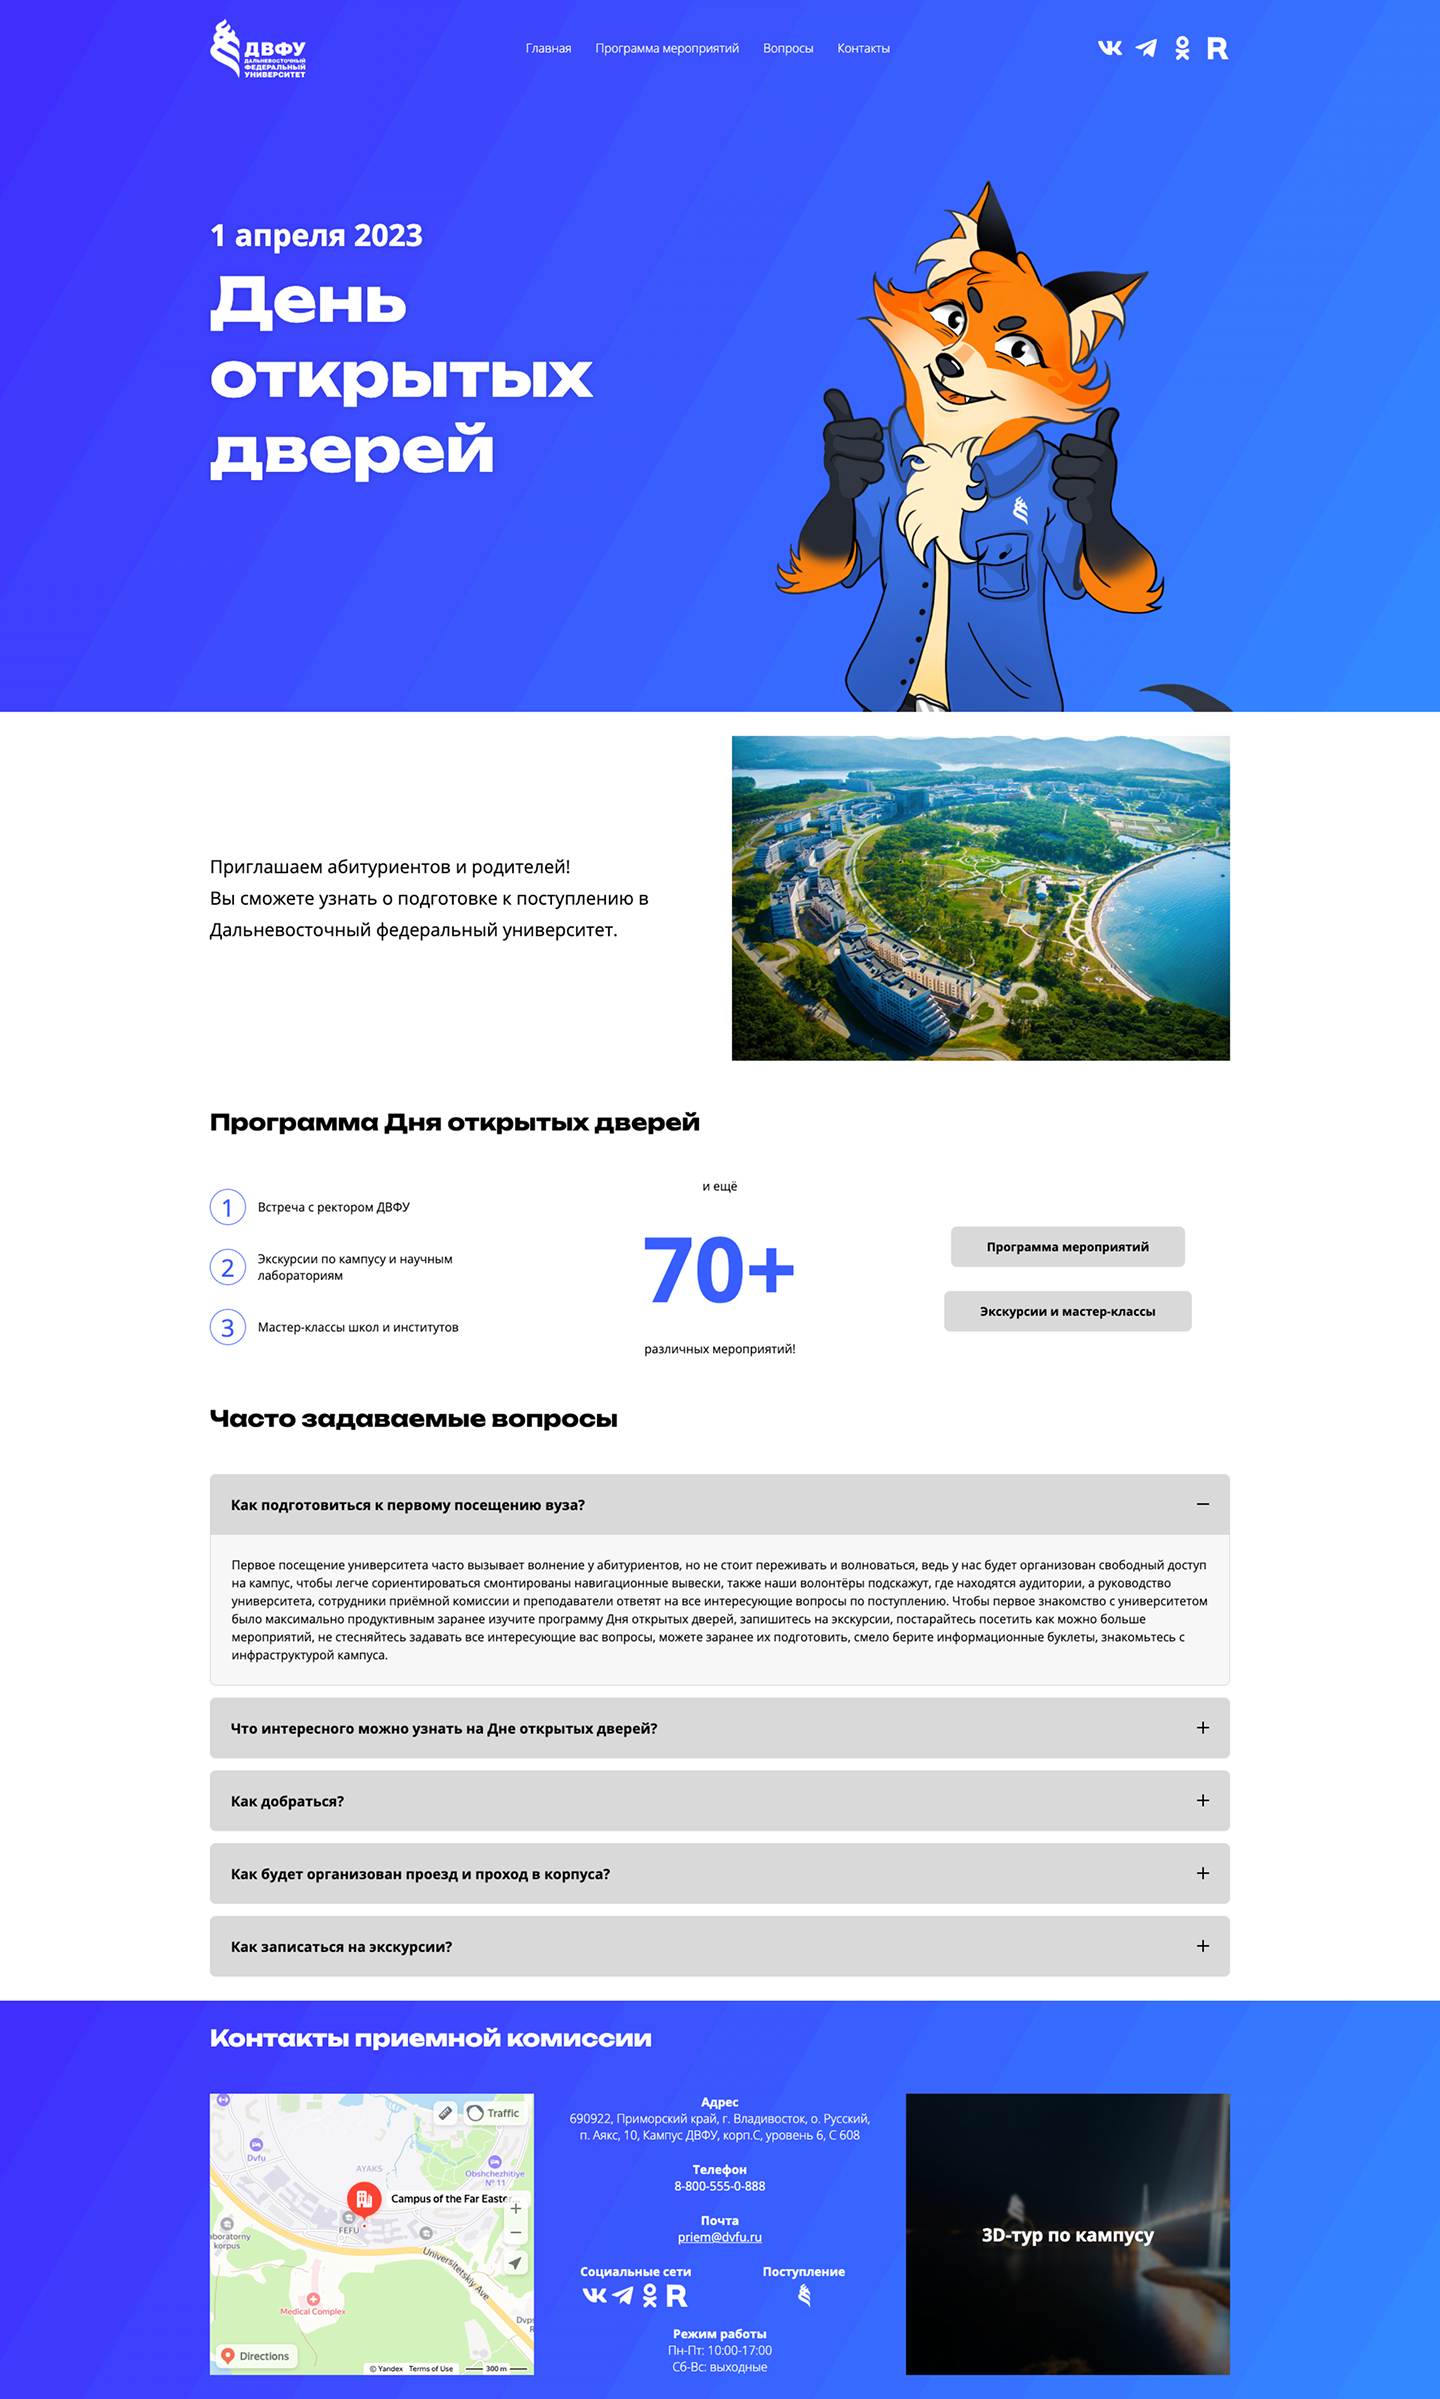 ДВФУ
ДАЛЬНЕВОСТОЧНЫЙ
ФЕДЕРАЛЬНЫЙ
УНИВЕРСИТЕТ
Главная Программа мероприятий Вопросы Контакты
1 апреля 2023
День
открытых
дверей
Приглашаем абитуриентов и родителей!
Вы сможете узнать о подготовке к поступлению в
Дальневосточный федеральный университет.
Программа Дня открытых дверей
1 Встреча с ректором ДВФУ
2 Экскурсии по кампусу и научным
лабораториям
3 Мастер-классы школ и институтов
и ещё
70+
различных мероприятий!
Программа мероприятий
Экскурсии и мастер-классы
Часто задаваемые вопросы
Как подготовиться к первому посещению вуза?
Первое посещение университета часто вызывает волнение у абитуриентов, но не стоит переживать и волноваться, ведь у нас будет организован свободный доступ
на кампус, чтобы легче сориентироваться смонтированы навигационные вывески, также наши волонтёры подскажут, где находятся аудитории, а руководство
университета, сотрудники приёмной комиссии и преподаватели ответят на все интересующие вопросы по поступлению. Чтобы первое знакомство с университетом
было максимально продуктивным заранее изучите программу Дня открытых дверей, запишитесь на экскурсии, постарайтесь посетить как можно больше
мероприятий, не стесняйтесь задавать все интересующие вас вопросы, можете заранее их подготовить, смело берите информационные буклеты, знакомьтесь с
инфраструктурой кампуса.
Что интересного можно узнать на Дне открытых дверей?
Как добраться?
Как будет организован проезд и проход в корпуса?
Как записаться на экскурсии?
Контакты приемной комиссии
Traffic
Dvfu
AYAKS
Obshchezhitiye
№ 11
Campus of the Far Easter...
FEFU
aboratorny
korpus
Universitetskiy Ave
Medical Complex
Dvps
Directions
© Yandex Terms of Use 300 m
Адрес
690922, Приморский край, г. Владивосток, о. Русский,
п. Аякс, 10, Кампус ДВФУ, корп.С, уровень 6, С 608
Телефон
8-800-555-0-888
Почта
priem@dvfu.ru
Социальные сети Поступление
Режим работы
Пн-Пт: 10:00-17:00
Сб-Вс: выходные
3D-тур по кампусу